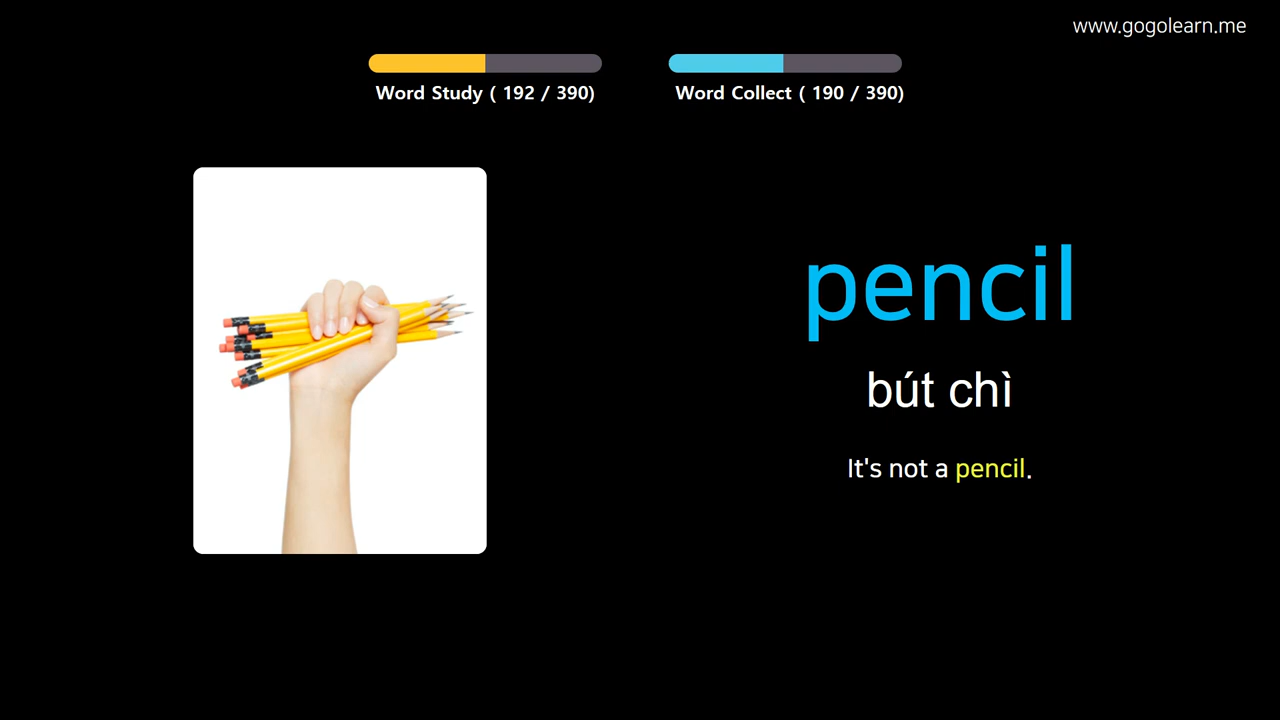 www.gogolearn.me
Word Study ( 192 / 390)
Word Collect ( 190 / 390)
pencil
bút chì
It's not a pencil.